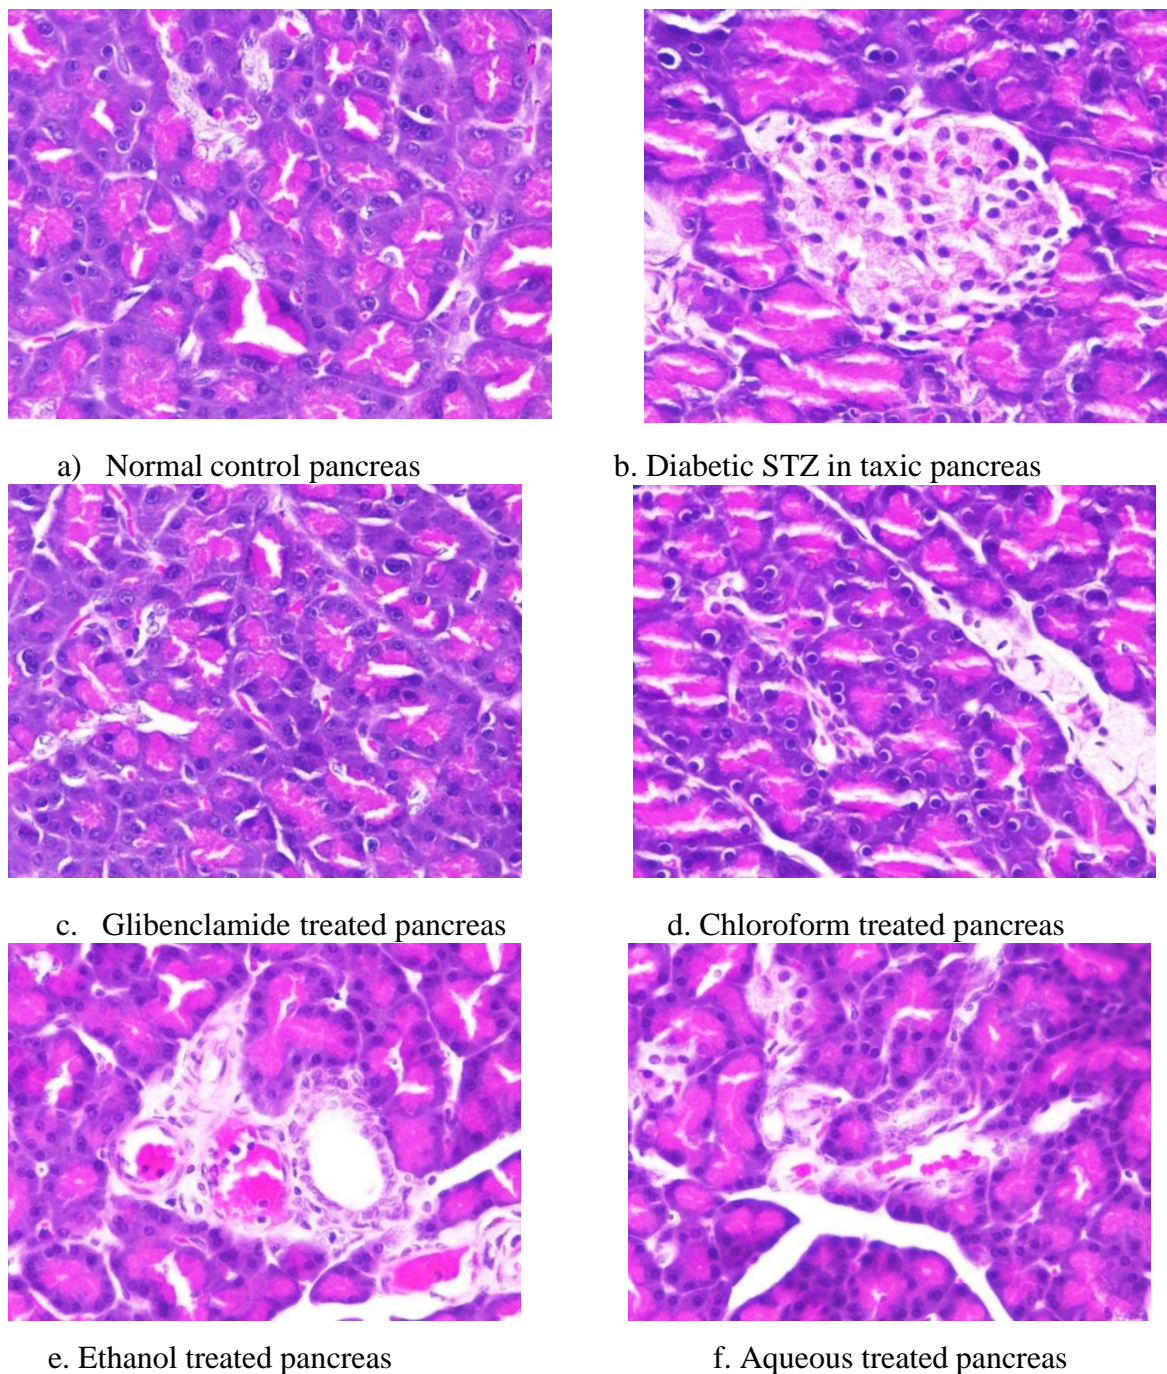 a) Normal control pancreas
b. Diabetic STZ in taxic pancreas
c. Glibenclamide treated pancreas
d. Chloroform treated pancreas
e. Ethanol treated pancreas
f. Aqueous treated pancreas